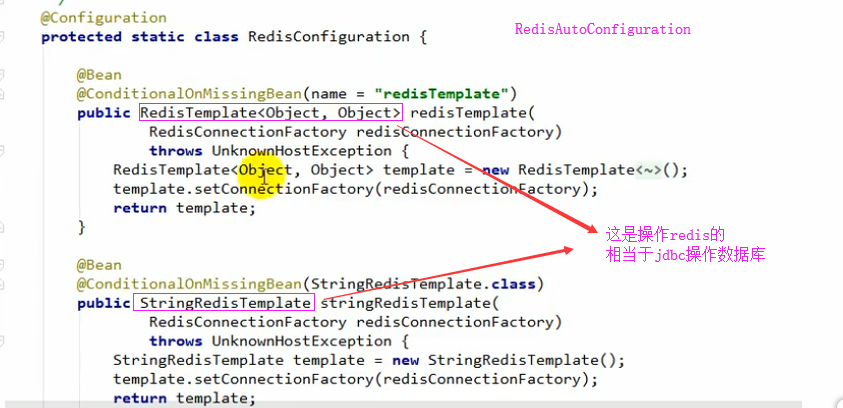 */
@Configuration
RedisAutoConfiguration
protected static class RedisConfiguration {
@Bean
@ConditionalOnMissingBean(name = "redisTemplate")
public RedisTemplate<Object, Object> redisTemplate(
RedisConnectionFactory redisConnectionFactory)
throws UnknownHostException {
RedisTemplate<Object, Object> template = new RedisTemplate<~>();
template.setConnectionFactory(redisConnectionFactory);
return template;
}
这是操作redis的
相当于jdbc操作数据库
@Bean
@ConditionalOnMissingBean(StringRedisTemplate.class)
public StringRedisTemplate stringRedisTemplate(
RedisConnectionFactory redisConnectionFactory)
throws UnknownHostException {
StringRedisTemplate template = new StringRedisTemplate();
template.setConnectionFactory(redisConnectionFactory);
return template;